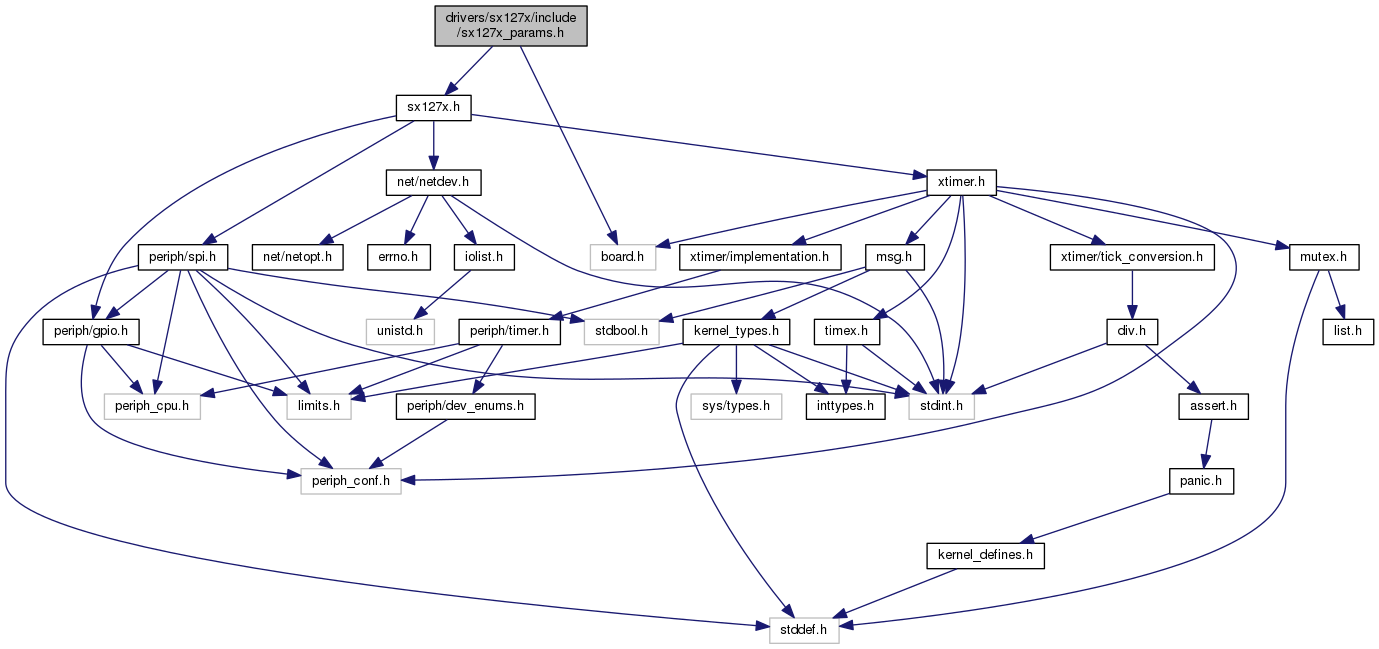 drivers/sx127x/include
/sx127x_params.h
sx127x.h
net/netdev.h
xtimer.h
periph/spi.h
net/netopt.h
errno.h
iolist.h
board.h
xtimer/implementation.h
msg.h
xtimer/tick_conversion.h
mutex.h
periph/gpio.h
unistd.h
periph/timer.h
stdbool.h
kernel_types.h
timex.h
div.h
list.h
periph_cpu.h
limits.h
periph/dev_enums.h
sys/types.h
inttypes.h
stdint.h
assert.h
periph_conf.h
panic.h
kernel_defines.h
stddef.h